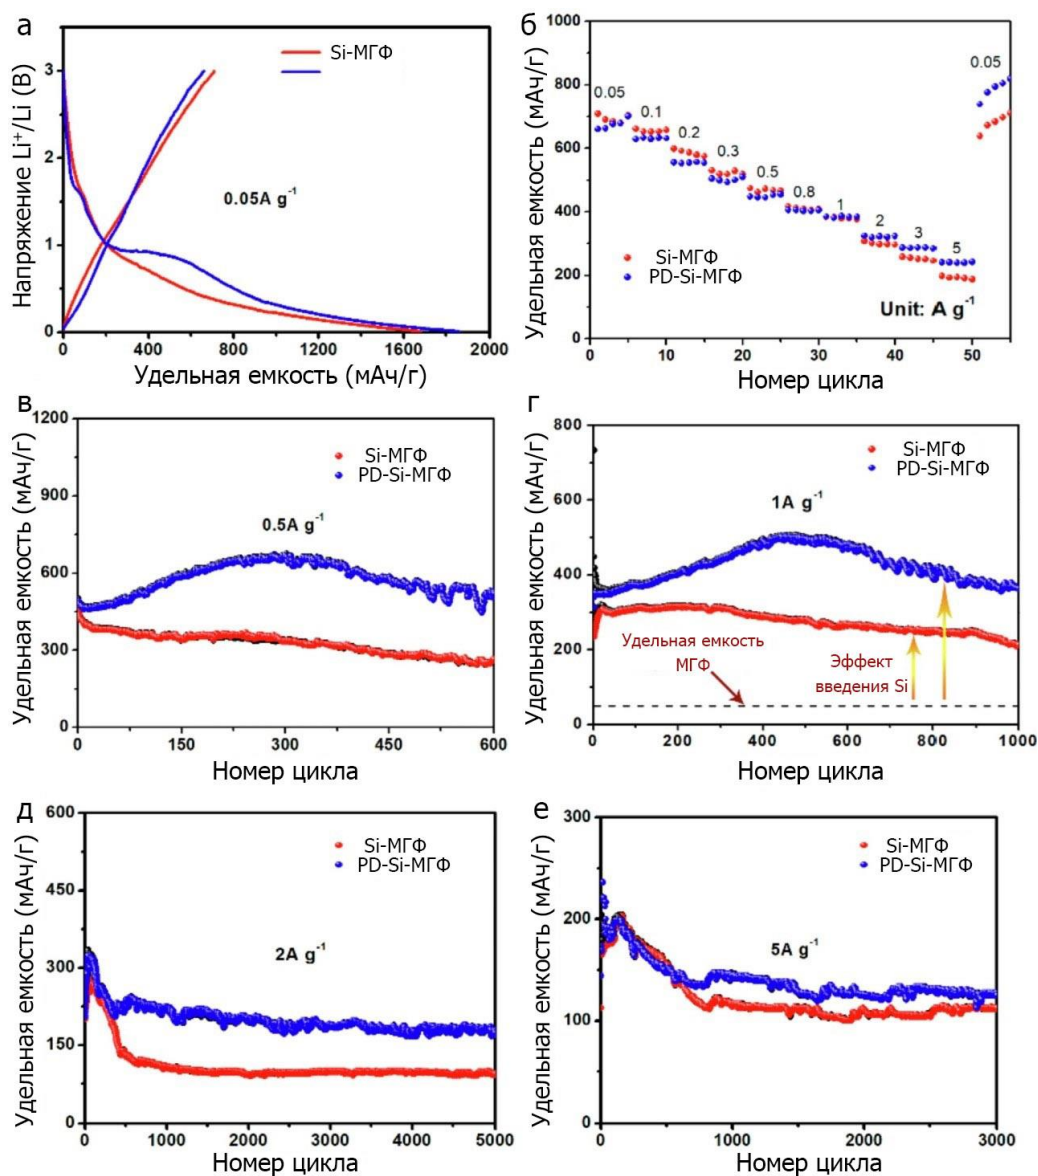 а
Напряжение Li⁺/Li (В)
3
2
1
0
Si-МГФ
0.05A g⁻¹
0 400 800 1200 1600 2000
Удельная емкость (мАч/г)
б
Удельная емкость (мАч/г)
1000
800
600
400
200
0
0.05
0.1
0.2
0.3
0.5
0.8
1
2
3
5
0.05
Si-МГФ
PD-Si-МГФ
Unit: A g⁻¹
0 10 20 30 40 50
Номер цикла
в
Удельная емкость (мАч/г)
1200
900
600
300
0
Si-МГФ
PD-Si-МГФ
0.5A g⁻¹
0 150 300 450 600
Номер цикла
г
Удельная емкость (мАч/г)
800
600
400
200
0
Si-МГФ
PD-Si-МГФ
1A g⁻¹
Удельная емкость
МГФ
Эффект
введения Si
0 200 400 600 800 1000
Номер цикла
д
Удельная емкость (мАч/г)
600
450
300
150
0
Si-МГФ
PD-Si-МГФ
2A g⁻¹
0 1000 2000 3000 4000 5000
Номер цикла
е
Удельная емкость (мАч/г)
300
200
100
0
Si-МГФ
PD-Si-МГФ
5A g⁻¹
0 1000 2000 3000
Номер цикла